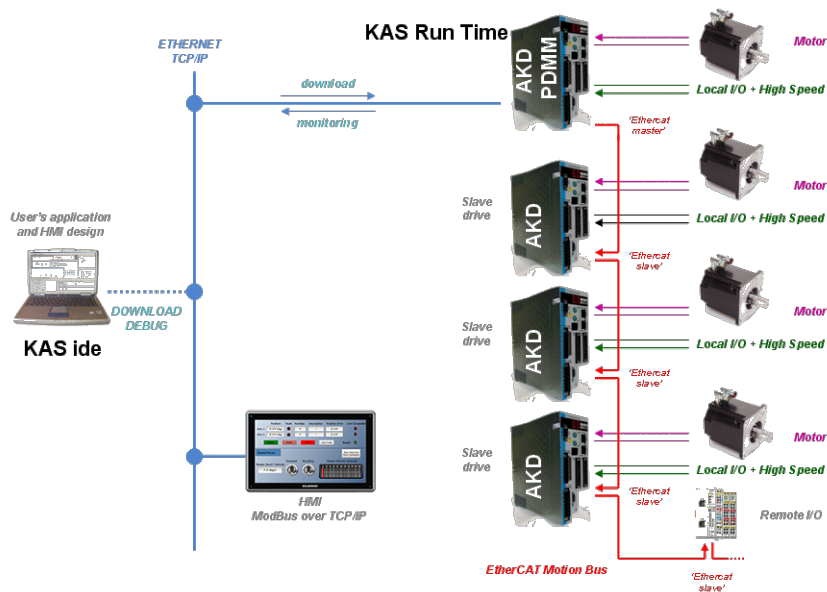 ETHERNET
TCP/IP
KAS Run Time
AKD
PDMM
Motor
download
monitoring
Local I/O + High Speed
'Ethercat
master'
Slave
drive
AKD
Motor
Local I/O + High Speed
'Ethercat
slave'
User's application
and HMI design
DOWNLOAD
DEBUG
KAS ide
Slave
drive
AKD
Motor
Local I/O + High Speed
'Ethercat
slave'
Slave
drive
AKD
Motor
Local I/O + High Speed
'Ethercat
slave'
HMI
ModBus over TCP/IP
Remote I/O
EtherCAT Motion Bus
'Ethercat
slave'